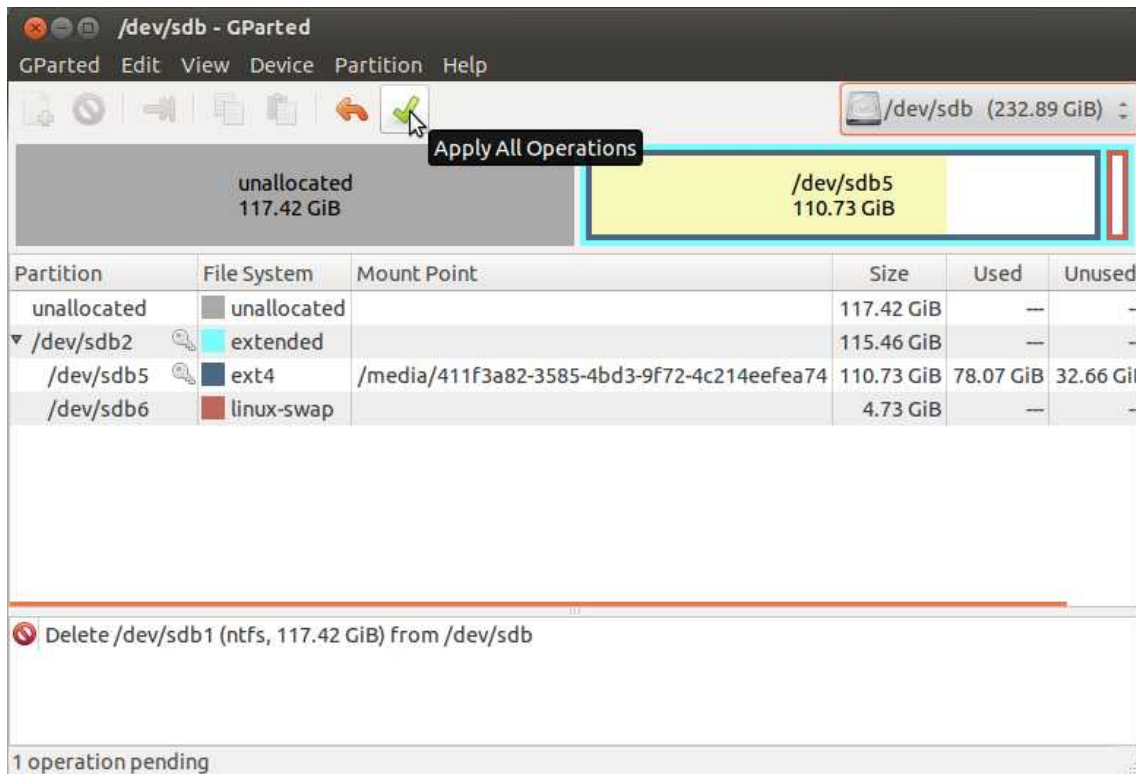 /dev/sdb - GParted
GParted Edit View Device Partition Help
/dev/sdb (232.89 GiB)
Apply All Operations
unallocated
117.42 GiB
/dev/sdb5
110.73 GiB
Partition File System Mount Point Size Used Unused
unallocated unallocated 117.42 GiB ---
/dev/sdb2 extended 115.46 GiB ---
/dev/sdb5 ext4 /media/411f3a82-3585-4bd3-9f72-4c214eefea74 110.73 GiB 78.07 GiB 32.66 GiB
/dev/sdb6 linux-swap 4.73 GiB ---
Delete /dev/sdb1 (ntfs, 117.42 GiB) from /dev/sdb
1 operation pending